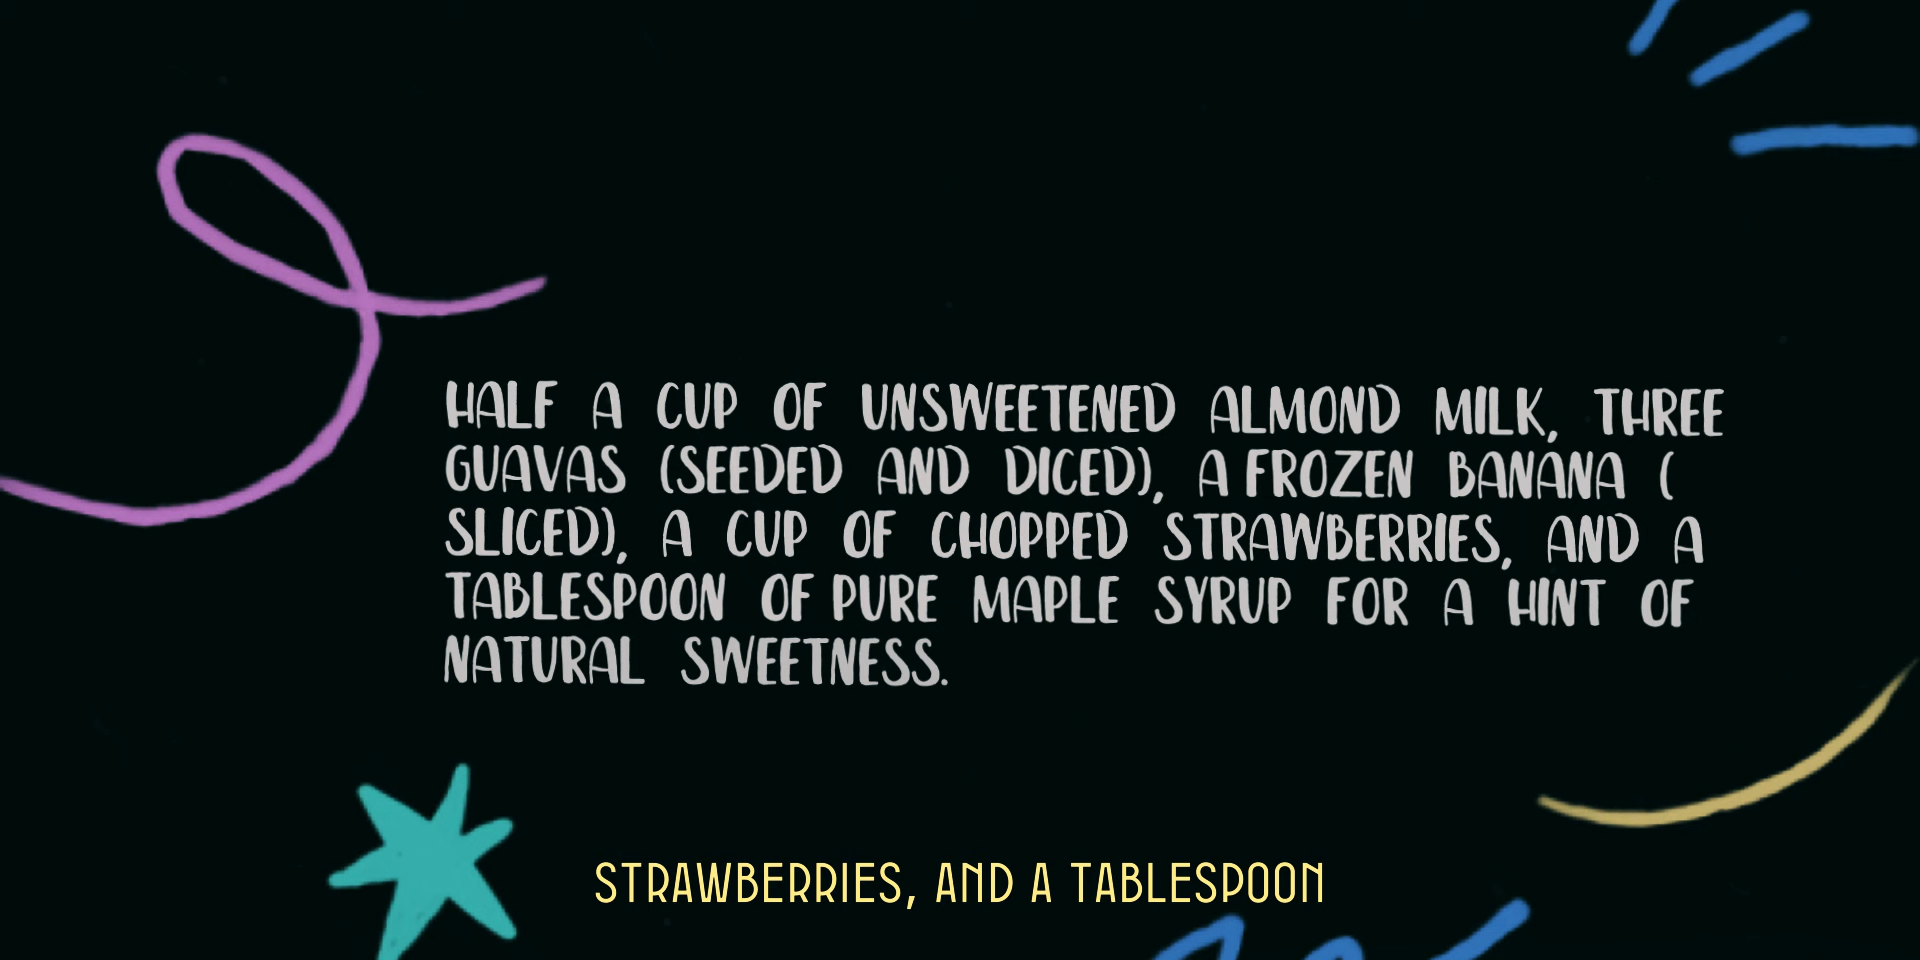 HALF A CUP OF UNSWEETENED ALMOND MILK, THREE
GUAVAS (SEEDED AND DICED), A FROZEN BANANA (
SLICED), A CUP OF CHOPPED STRAWBERRIES, AND A
TABLESPOON OF PURE MAPLE SYRUP FOR A HINT OF
NATURAL SWEETNESS.
STRAWBERRIES, AND A TABLESPOON